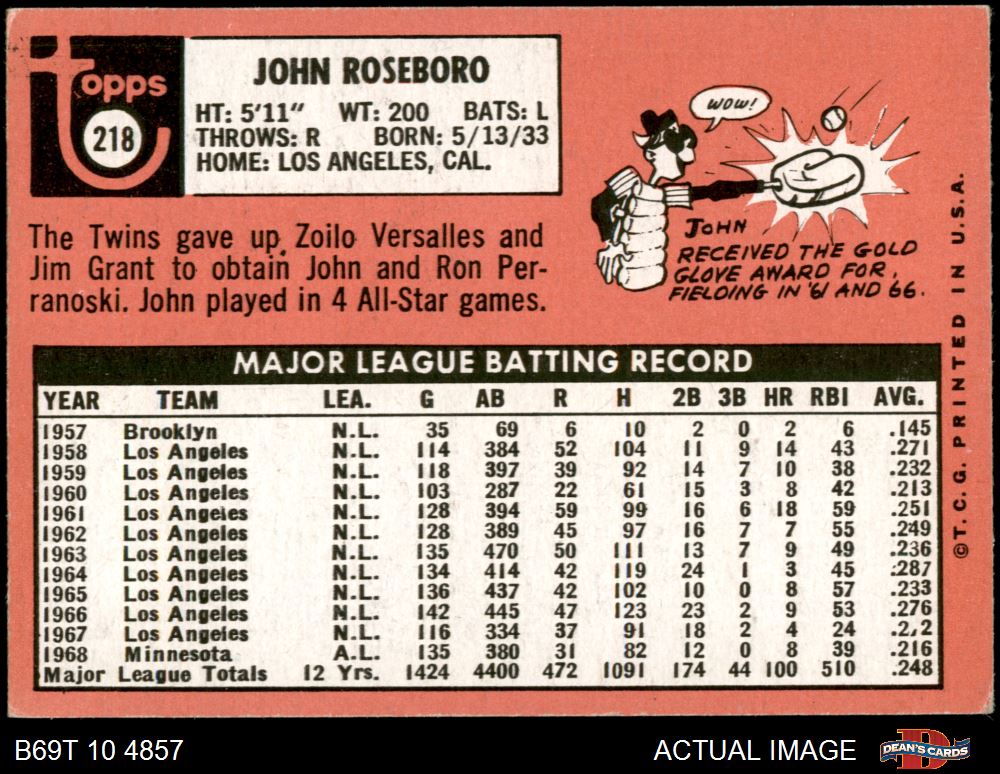 Topps
218
JOHN ROSEBORO
HT: 5'11" WT: 200 BATS: L
THROWS: R BORN: 5/13/33
HOME: LOS ANGELES, CAL.
WOW!
The Twins gave up Zoilo Versalles and
Jim Grant to obtain John and Ron Per-
ranoski. John played in 4 All-Star games.
JOHN
RECEIVED THE GOLD
GLOVE AWARD FOR
FIELDING IN '61 AND 66.
MAJOR LEAGUE BATTING RECORD
YEAR TEAM LEA. G AB R H 2B 3B HR RBI AVG.
1957 Brooklyn N.L. 35 69 6 10 2 0 2 6 .145
1958 Los Angeles N.L. 114 384 52 104 11 9 14 43 .271
1959 Los Angeles N.L. 118 397 39 92 14 7 10 38 .232
1960 Los Angeles N.L. 103 287 22 61 15 3 8 42 .213
1961 Los Angeles N.L. 128 394 59 99 16 6 18 59 .251
1962 Los Angeles N.L. 128 389 45 97 16 7 7 55 .249
1963 Los Angeles N.L. 135 470 50 111 13 7 9 49 .236
1964 Los Angeles N.L. 134 414 42 119 24 1 3 45 .287
1965 Los Angeles N.L. 136 437 42 102 10 0 8 57 .233
1966 Los Angeles N.L. 142 445 47 123 23 2 9 53 .276
1967 Los Angeles N.L. 116 334 37 91 18 2 4 24
1968 Minnesota A.L. 135 380 31 82 12 0 8 39 .216
Major League Totals 12 Yrs. 1424 4400 472 1091 174 44 100 510 .248
©T.C.G. PRINTED IN U.S.A.
B69T 10 4857
ACTUAL IMAGE
DEAN'S CARDS